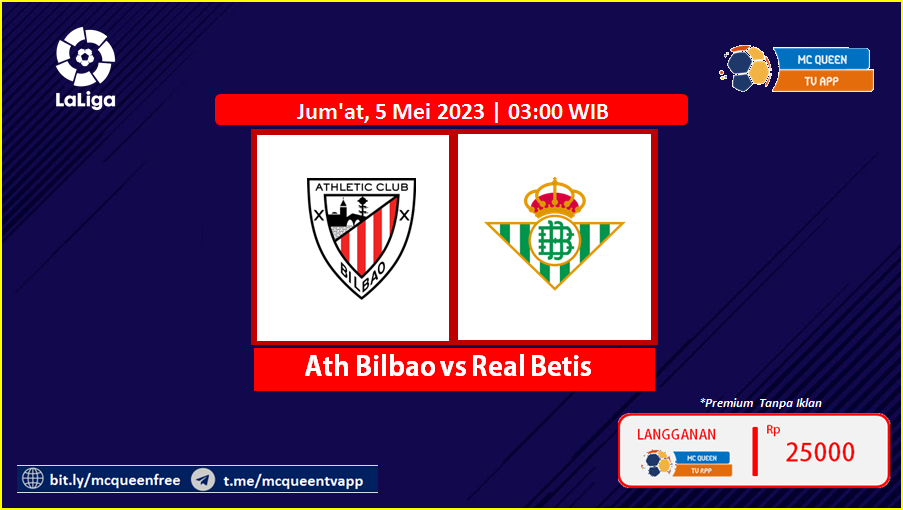 LaLiga
MC QUEEN
TV APP
Jum'at, 5 Mei 2023 | 03:00 WIB
ATHLETIC CLUB
BILBAO
Ath Bilbao vs Real Betis
*Premium Tanpa Iklan
LANGGANAN
MC QUEEN
TV APP
Rp
25000
bit.ly/mcqueenfree
t.me/mcqueentvapp